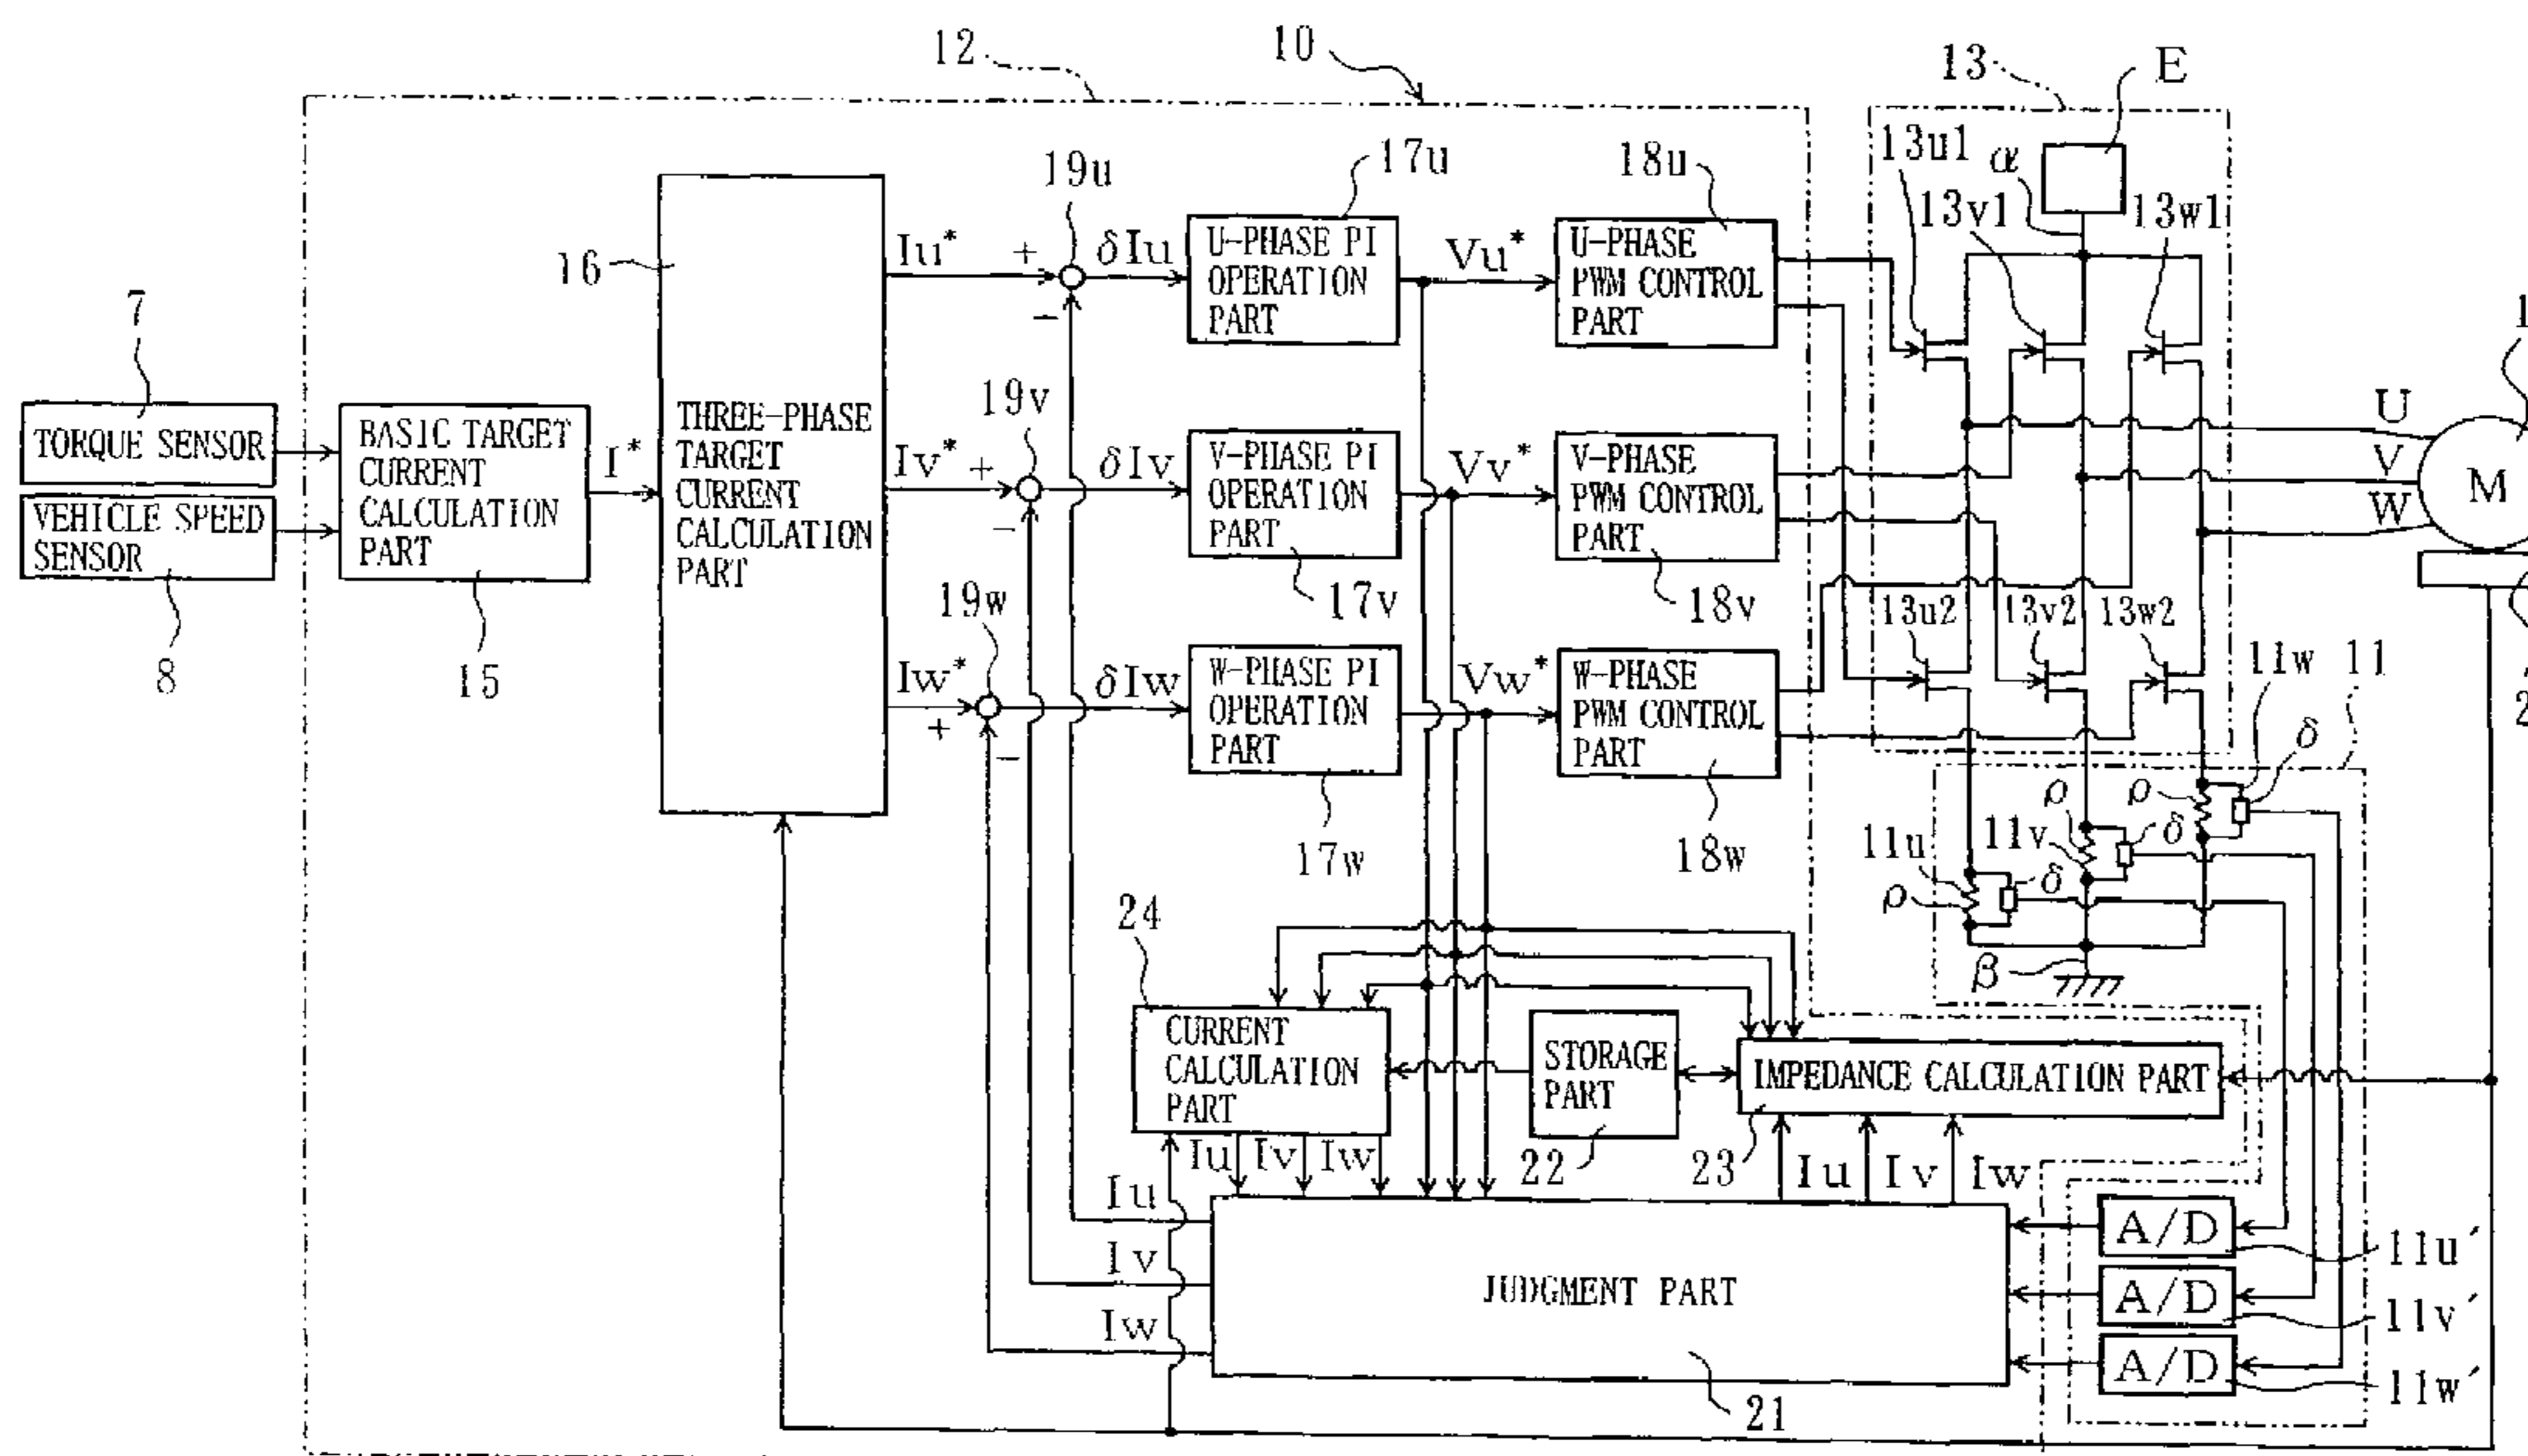 12
10
13
E
13u1
α
13v1
13w1
19u
17u
18u
16
Iu*
+
δIu
U-PHASE PI
OPERATION
PART
Vu*
U-PHASE
PWM CONTROL
PART
−
1
7
TORQUE SENSOR
VEHICLE SPEED
SENSOR
8
BASIC TARGET
CURRENT
CALCULATION
PART
15
I*
THREE-PHASE
TARGET
CURRENT
CALCULATION
PART
19v
Iv*
+
δIv
−
V-PHASE PI
OPERATION
PART
17v
Vv*
V-PHASE
PWM CONTROL
PART
18v
U
V
W
M
13u2
13v2
13w2
19w
Iw*
+
δIw
−
W-PHASE PI
OPERATION
PART
17w
Vw*
W-PHASE
PWM CONTROL
PART
18w
11w
11
2
δ
ρ
ρ
11v
δ
11u
ρ
δ
β
24
CURRENT
CALCULATION
PART
STORAGE
PART
22
IMPEDANCE CALCULATION PART
23
Iu
Iv
Iw
Iu
Iv
Iw
Iu
Iv
Iw
JUDGMENT PART
21
A/D
11u′
A/D
11v′
A/D
11w′